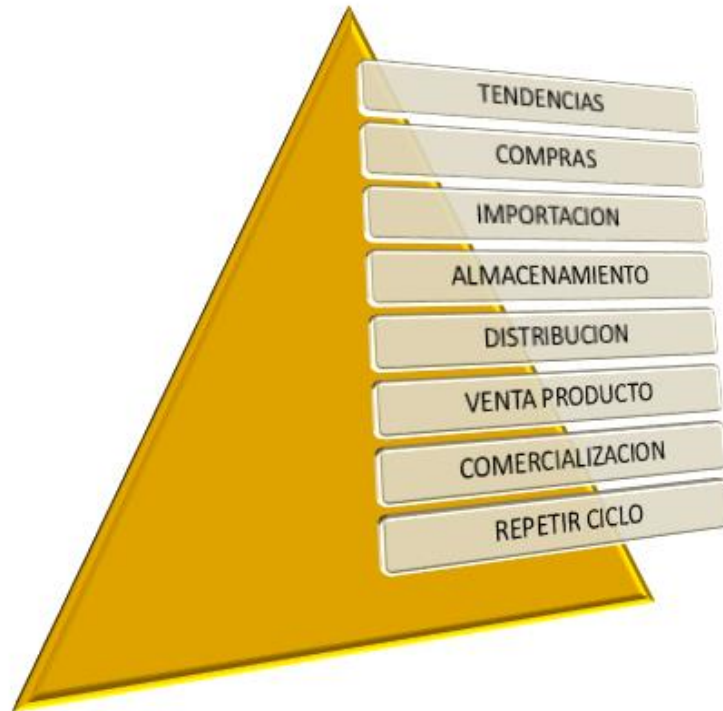 TENDENCIAS
COMPRAS
IMPORTACION
ALMACENAMIENTO
DISTRIBUCION
VENTA PRODUCTO
COMERCIALIZACION
REPETIR CICLO